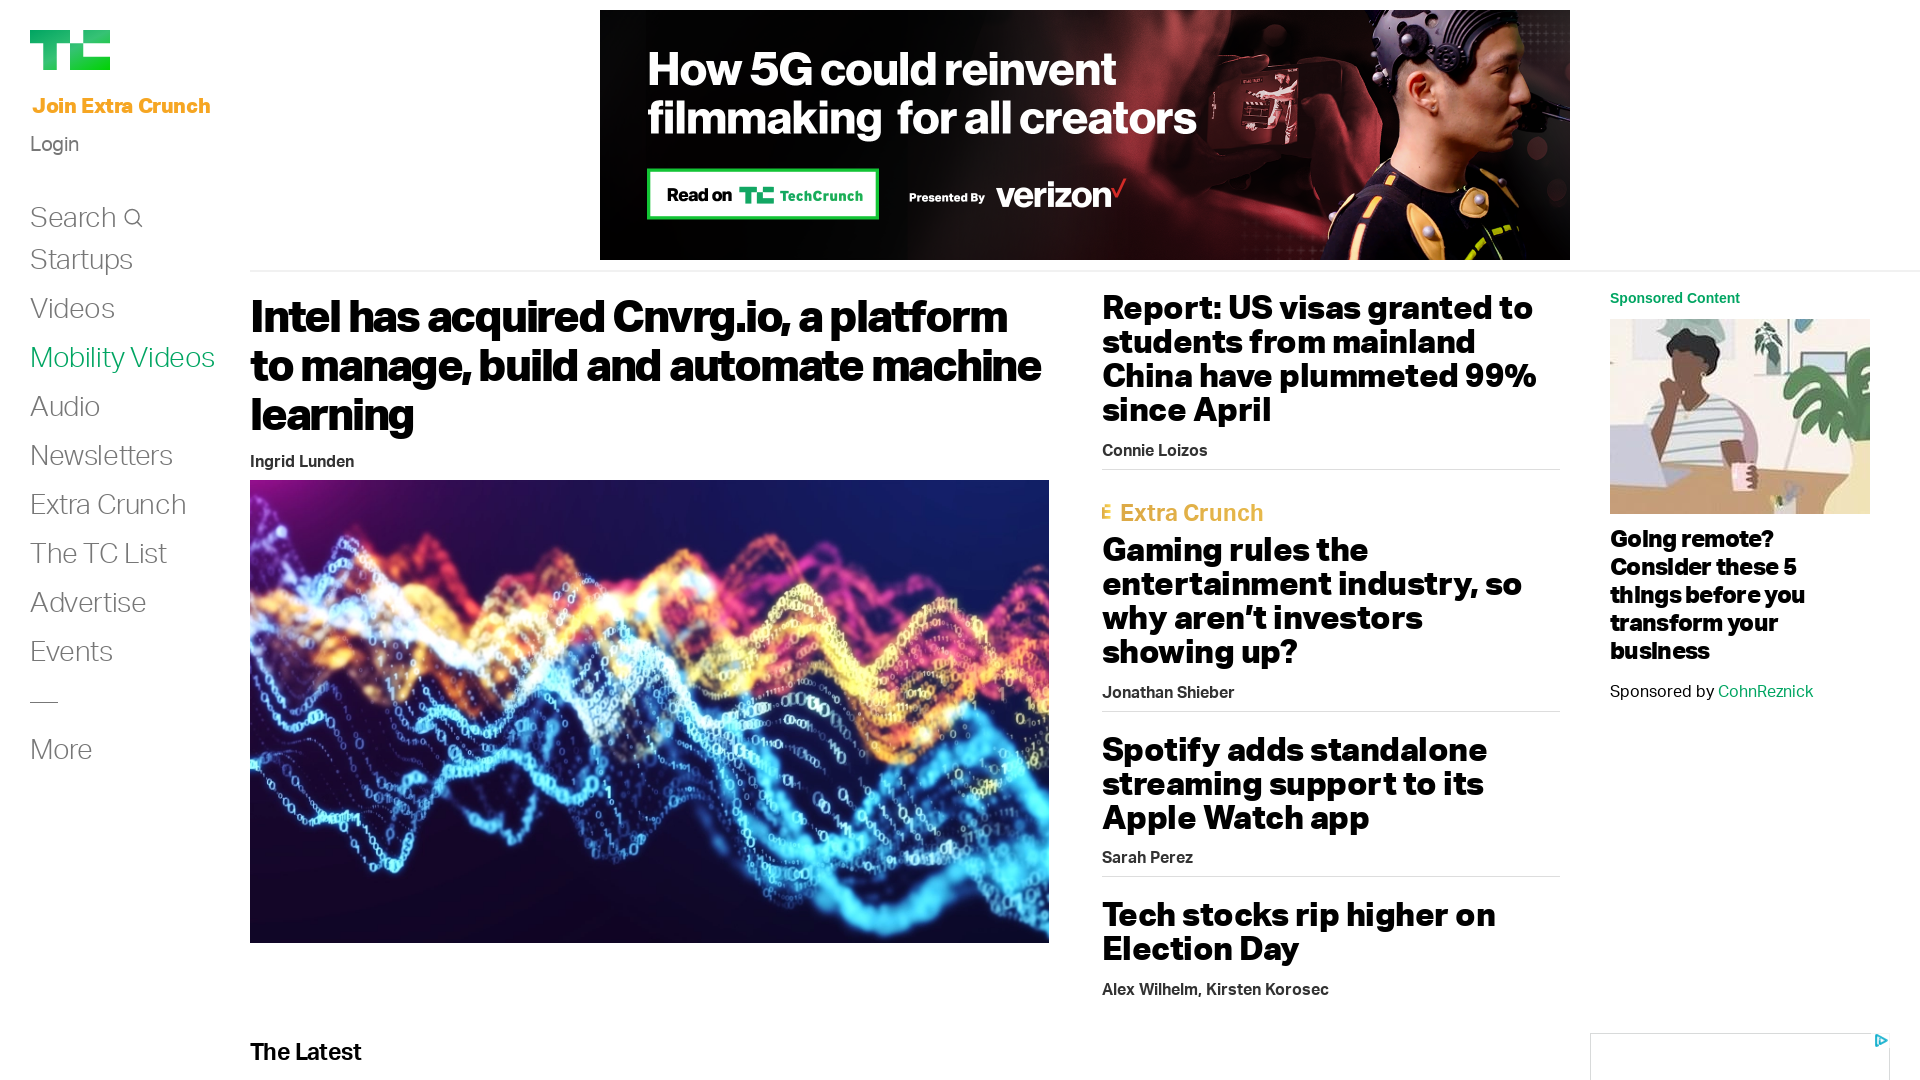 Join Extra Crunch
Login
Search
Startups
Videos
Mobility Videos
Audio
Newsletters
Extra Crunch
The TC List
Advertise
Events
More
How 5G could reinvent
filmmaking for all creators
Read on TC TechCrunch
Presented By verizon
Intel has acquired Cnvrg.io, a platform
to manage, build and automate machine
learning
Ingrid Lunden
Report: US visas granted to
students from mainland
China have plummeted 99%
since April
Connie Loizos
Extra Crunch
Gaming rules the
entertainment industry, so
why aren’t investors
showing up?
Jonathan Shieber
Spotify adds standalone
streaming support to its
Apple Watch app
Sarah Perez
Tech stocks rip higher on
Election Day
Alex Wilhelm, Kirsten Korosec
Sponsored Content
Going remote?
Consider these 5
things before you
transform your
business
Sponsored by CohnReznick
The Latest